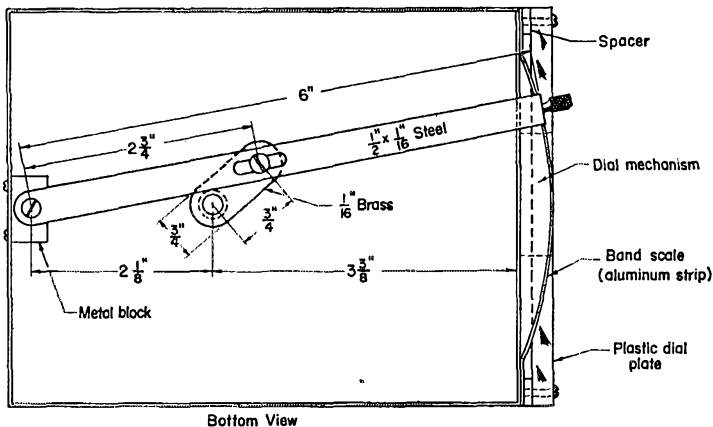 Spacer
6"
2 3/4"
1/2" x 1/16" Steel
Dial mechanism
1/16" Brass
3/4"
3/4"
2 1/8"
3 3/8"
Band scale
(aluminum strip)
Metal block
Plastic dial
plate
Bottom View